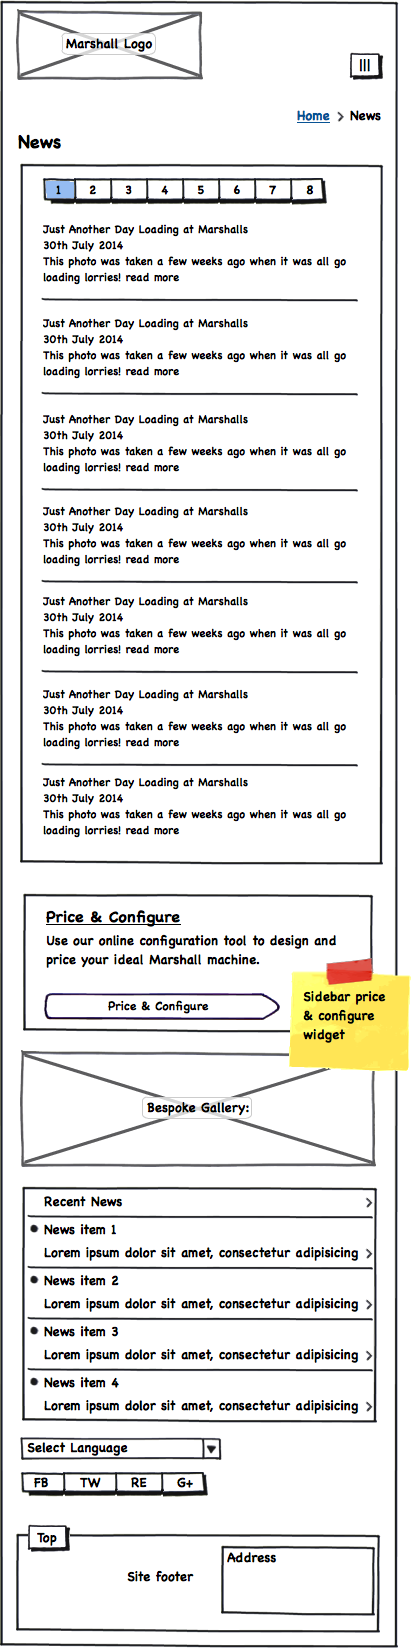 Marshall Logo
Home > News
News
1 2 3 4 5 6 7 8
Just Another Day Loading at Marshalls
30th July 2014
This photo was taken a few weeks ago when it was all go
loading lorries! read more
Just Another Day Loading at Marshalls
30th July 2014
This photo was taken a few weeks ago when it was all go
loading lorries! read more
Just Another Day Loading at Marshalls
30th July 2014
This photo was taken a few weeks ago when it was all go
loading lorries! read more
Just Another Day Loading at Marshalls
30th July 2014
This photo was taken a few weeks ago when it was all go
loading lorries! read more
Just Another Day Loading at Marshalls
30th July 2014
This photo was taken a few weeks ago when it was all go
loading lorries! read more
Just Another Day Loading at Marshalls
30th July 2014
This photo was taken a few weeks ago when it was all go
loading lorries! read more
Just Another Day Loading at Marshalls
30th July 2014
This photo was taken a few weeks ago when it was all go
loading lorries! read more
Price & Configure
Use our online configuration tool to design and
price your ideal Marshall machine.
Price & Configure
Sidebar price
& configure
widget
Bespoke Gallery:
Recent News
News item 1
Lorem ipsum dolor sit amet, consectetur adipisicing
News item 2
Lorem ipsum dolor sit amet, consectetur adipisicing
News item 3
Lorem ipsum dolor sit amet, consectetur adipisicing
News item 4
Lorem ipsum dolor sit amet, consectetur adipisicing
Select Language
FB TW RE G+
Top
Address
Site footer